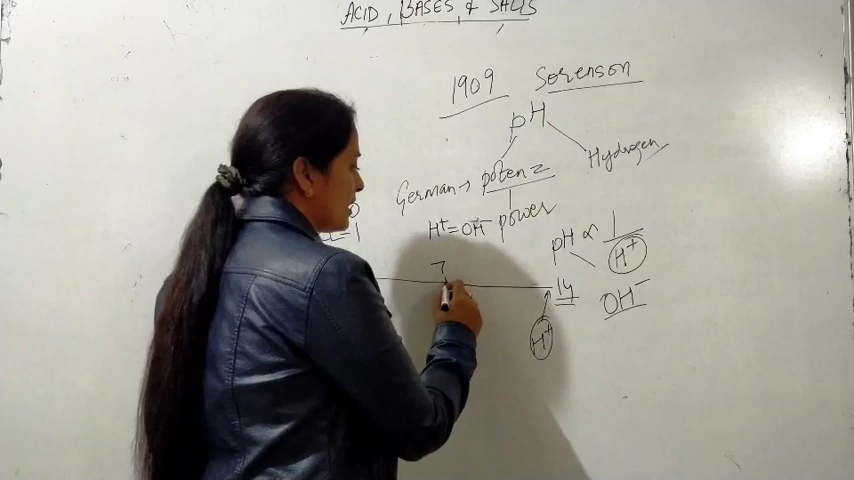 ACID, BASES & SALTS
1909 Sorenson
pH
Hydrogen
German → potenz
power
H⁺=OH⁻
pH ∝ 1
H⁺
7
14
OH⁻
H⁺